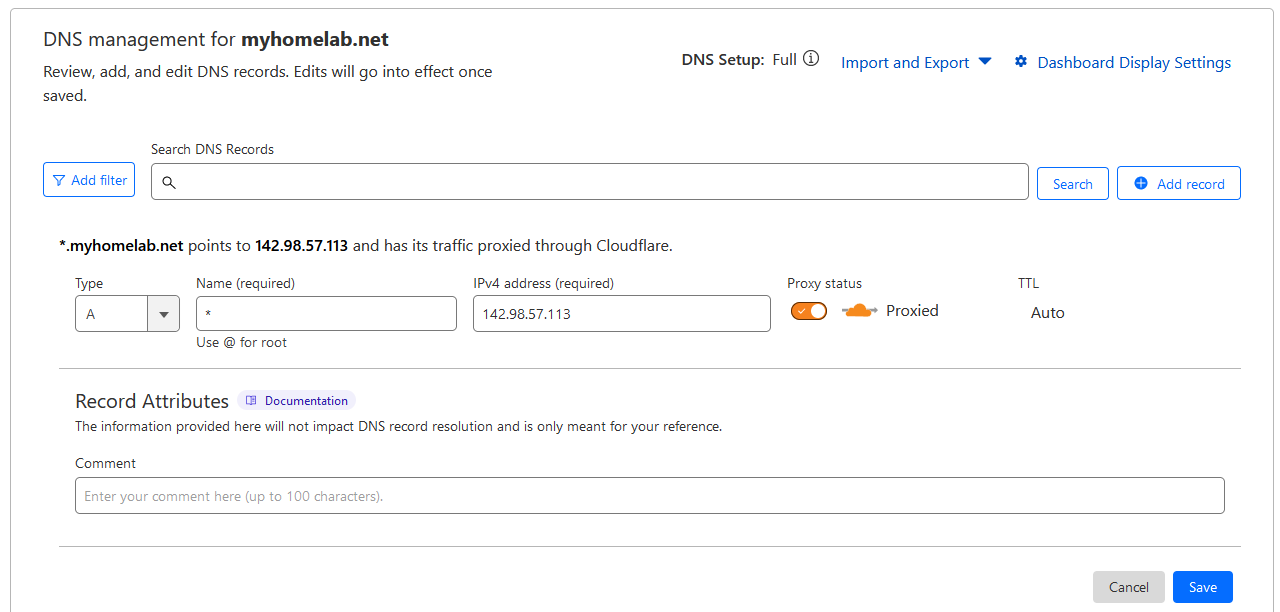 DNS management for myhomelab.net
Review, add, and edit DNS records. Edits will go into effect once
saved.
DNS Setup: Full
Import and Export
Dashboard Display Settings
Search DNS Records
Add filter
Search
Add record
*.myhomelab.net points to 142.98.57.113 and has its traffic proxied through Cloudflare.
Type
Name (required)
IPv4 address (required)
Proxy status
TTL
A
*
142.98.57.113
Proxied
Auto
Use @ for root
Record Attributes
Documentation
The information provided here will not impact DNS record resolution and is only meant for your reference.
Comment
Enter your comment here (up to 100 characters).
Cancel
Save